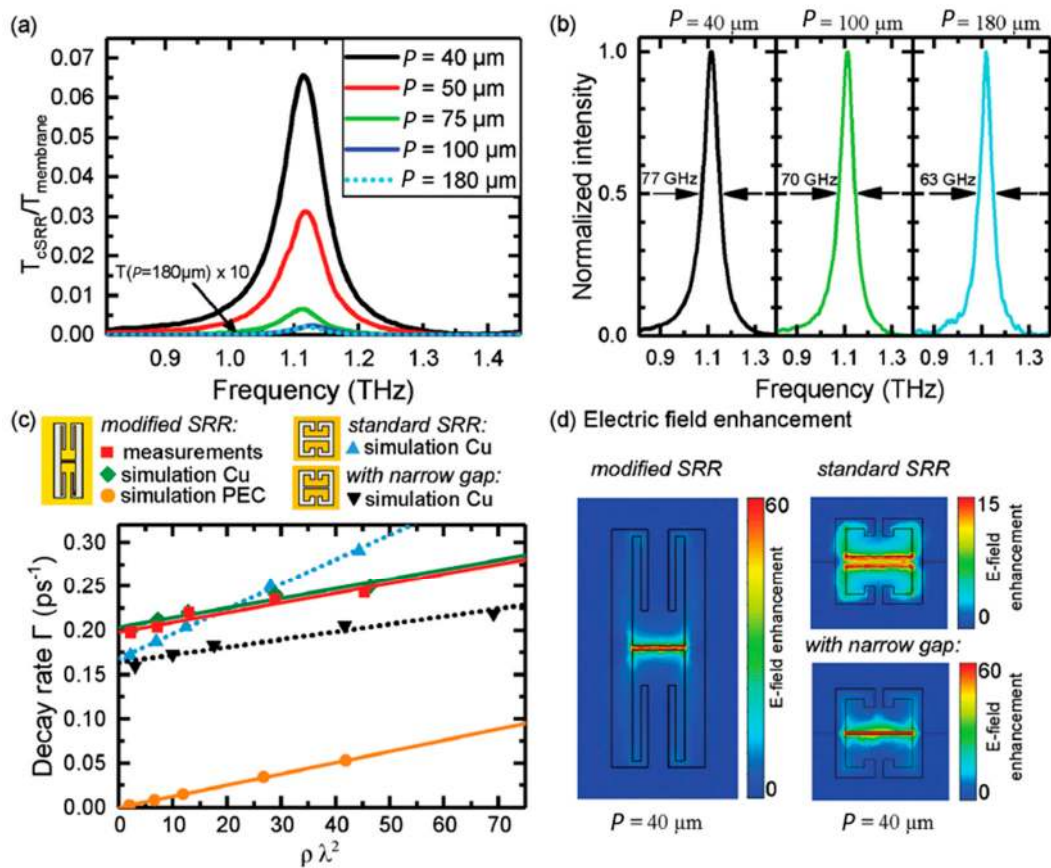 (a)
T_cSRR/T_membrane
0.06
0.05
0.04
0.03
0.02
0.01
0.00
P = 40 µm
P = 50 µm
P = 75 µm
P = 100 µm
P = 180 µm
T(P=180µm) x 10
0.9 1.0 1.1 1.2 1.3 1.4
Frequency (THz)
(b)
P = 40 µm P = 100 µm P = 180 µm
Normalized intensity
1.0
0.5
0.0
77 GHz 70 GHz 63 GHz
0.9 1.1 1.3 0.9 1.1 1.3 0.9 1.1 1.3
Frequency (THz)
(c)
modified SRR:
measurements
simulation Cu
simulation PEC
standard SRR:
simulation Cu
with narrow gap:
simulation Cu
Decay rate Γ (ps⁻¹)
0.30
0.25
0.20
0.15
0.10
0.05
0.00
0 10 20 30 40 50 60 70
ρ λ²
(d) Electric field enhancement
modified SRR
60
E-field enhancement
0
P = 40 µm
standard SRR
15
E-field
enhancement
0
with narrow gap:
60
E-field
enhancement
0
P = 40 µm